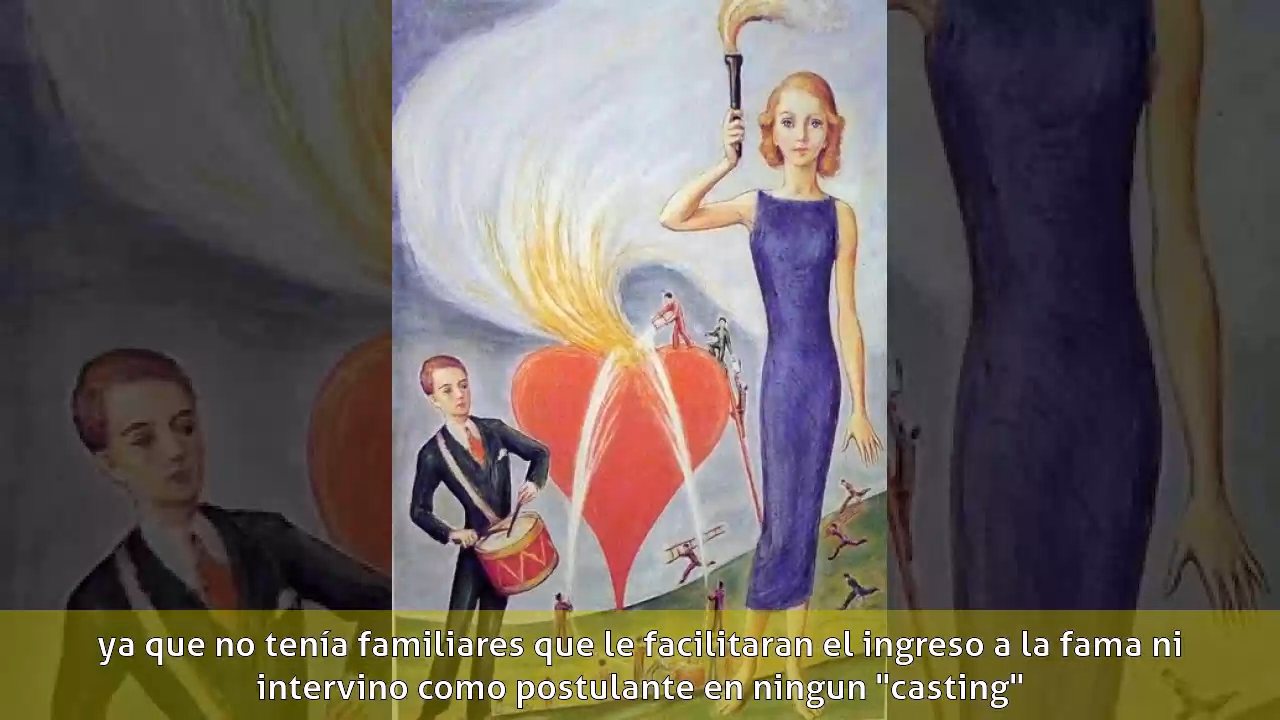 ya que no tenía familiares que le facilitaran el ingreso a la fama ni
intervino como postulante en ningun "casting"